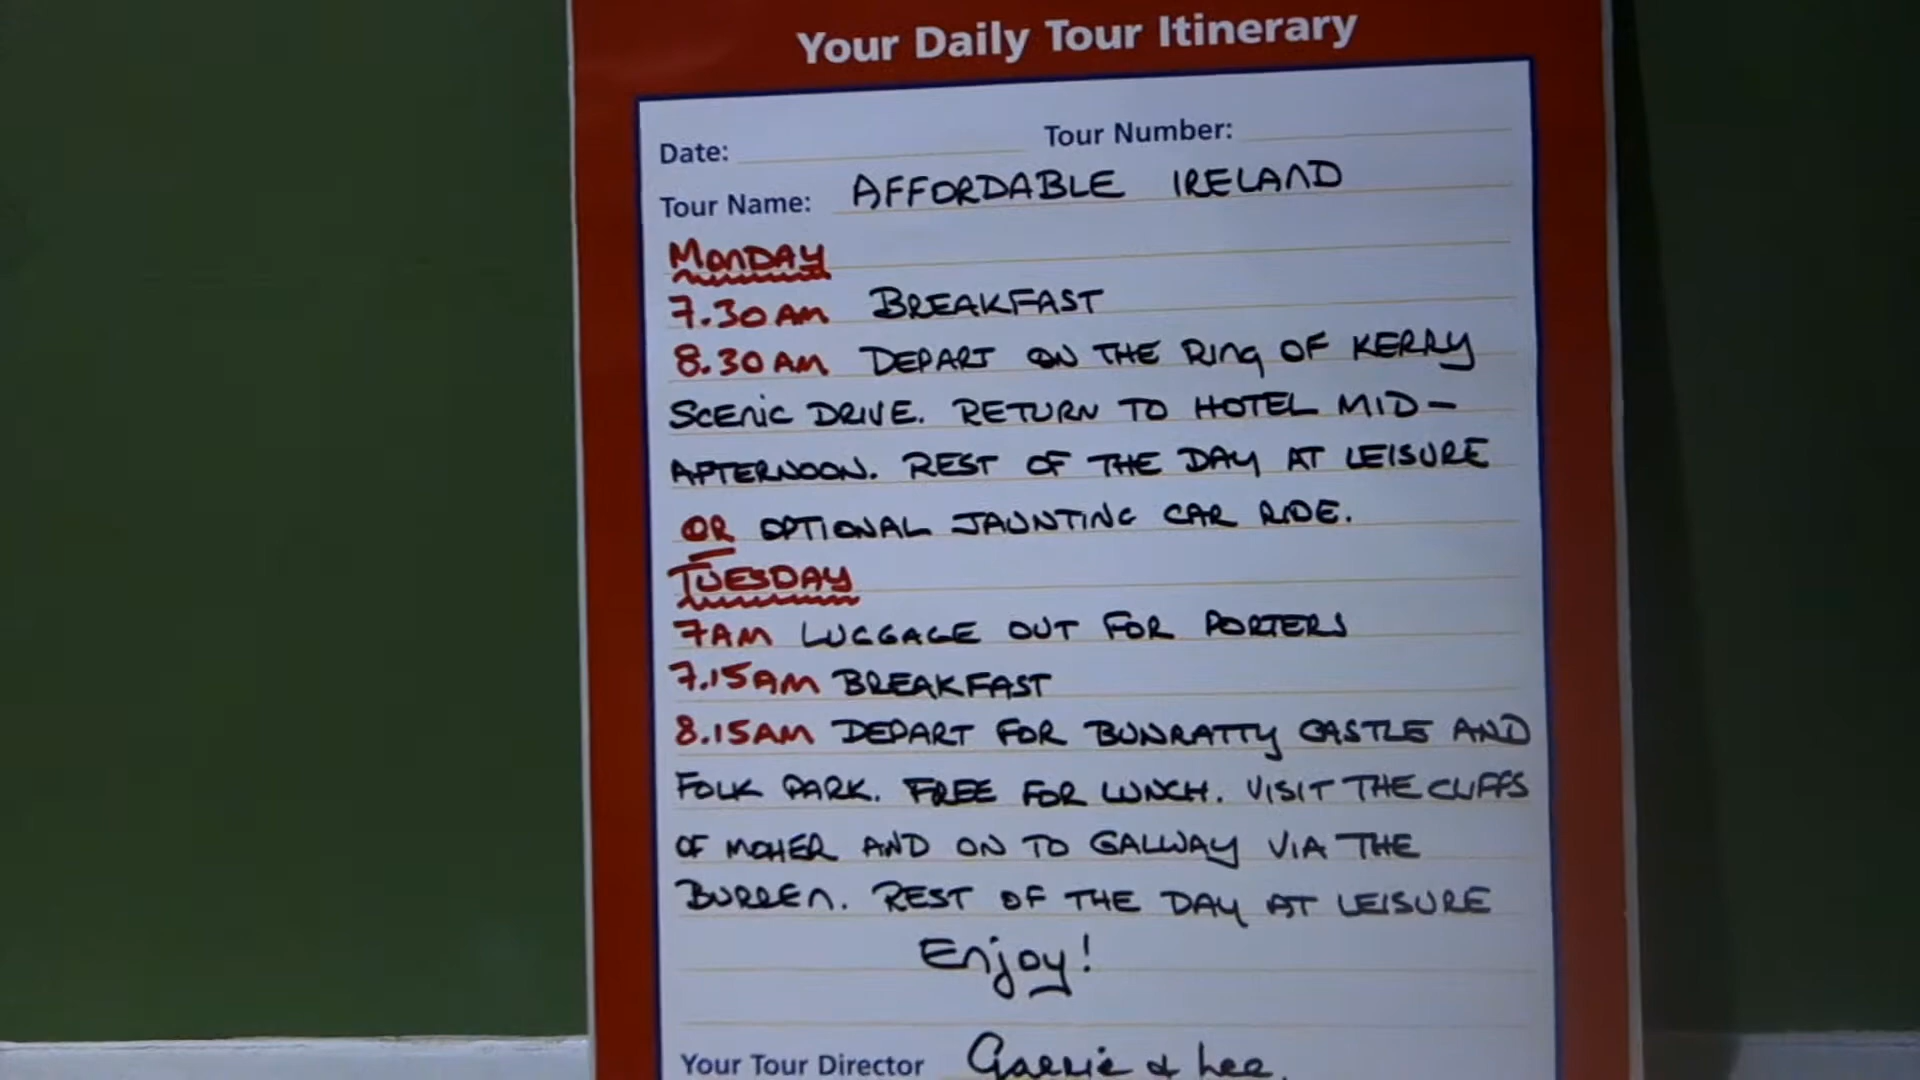 Your Daily Tour Itinerary
Date: Tour Number:
Tour Name: AFFORDABLE IRELAND
MONDAY
7.30AM BREAKFAST
8.30AM DEPART ON THE RING OF KERRY
SCENIC DRIVE. RETURN TO HOTEL MID-
AFTERNOON. REST OF THE DAY AT LEISURE
OR OPTIONAL JAUNTING CAR RIDE.
TUESDAY
7AM LUGGAGE OUT FOR PORTERS
7.15AM BREAKFAST
8.15AM DEPART FOR BUNRATTY CASTLE AND
FOLK PARK. FREE FOR LUNCH. VISIT THE CLIFFS
OF MOHER AND ON TO GALWAY VIA THE
BURREN. REST OF THE DAY AT LEISURE
Enjoy!
Your Tour Director & Lee.